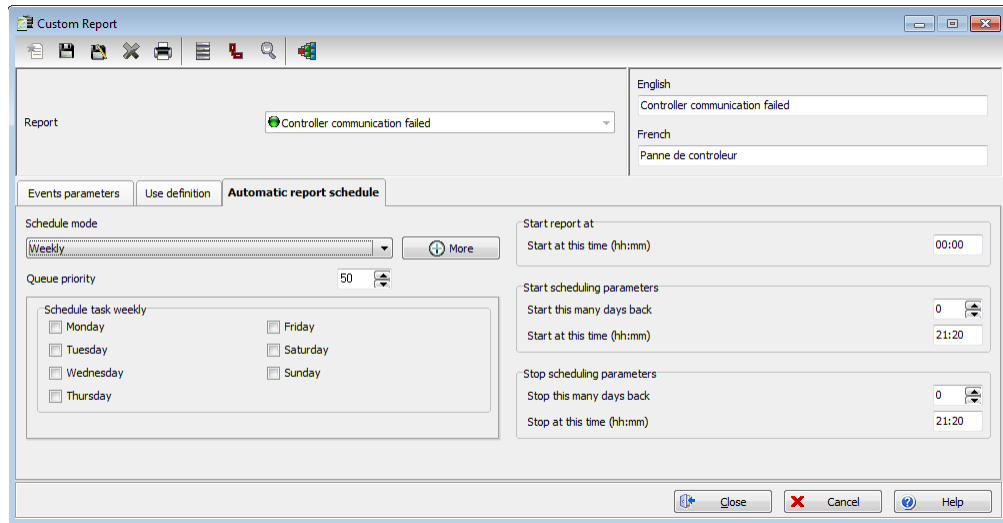 Custom Report
English
Controller communication failed
Report
Controller communication failed
French
Panne de controleur
Events parameters
Use definition
Automatic report schedule
Schedule mode
Weekly
More
Queue priority
50
Schedule task weekly
Monday
Friday
Tuesday
Saturday
Wednesday
Sunday
Thursday
Start report at
Start at this time (hh:mm)
00:00
Start scheduling parameters
Start this many days back
0
Start at this time (hh:mm)
21:20
Stop scheduling parameters
Stop this many days back
0
Stop at this time (hh:mm)
21:20
Close
Cancel
Help